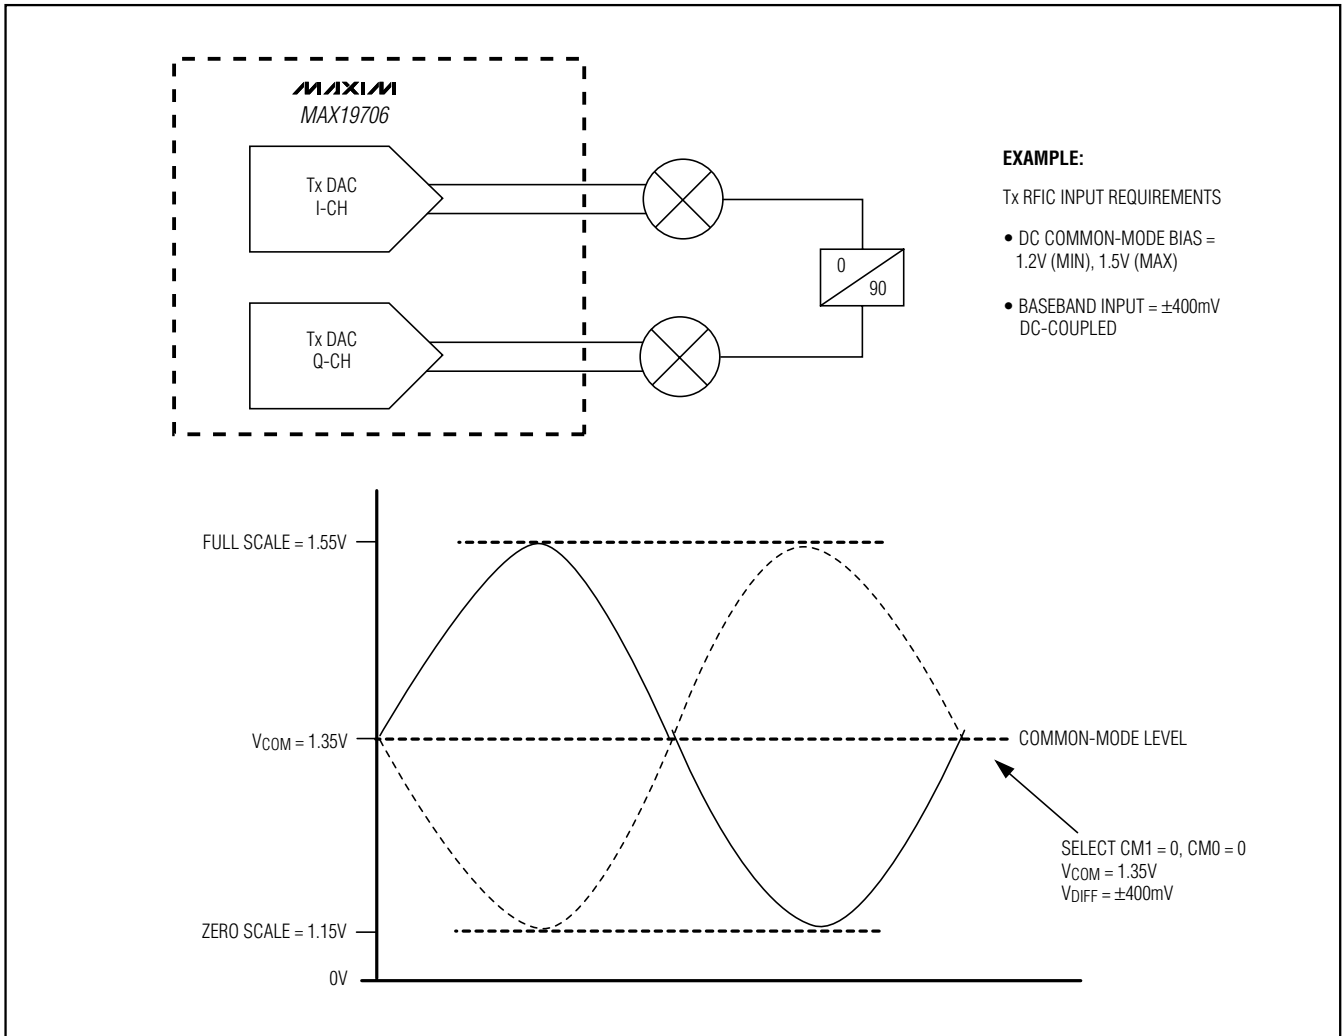 MAXIM
MAX19706
Tx DAC
I-CH
Tx DAC
Q-CH
0
90
EXAMPLE:
Tx RFIC INPUT REQUIREMENTS
• DC COMMON-MODE BIAS =
1.2V (MIN), 1.5V (MAX)
• BASEBAND INPUT = ±400mV
DC-COUPLED
FULL SCALE = 1.55V
VCOM = 1.35V
COMMON-MODE LEVEL
SELECT CM1 = 0, CM0 = 0
VCOM = 1.35V
VDIFF = ±400mV
ZERO SCALE = 1.15V
0V